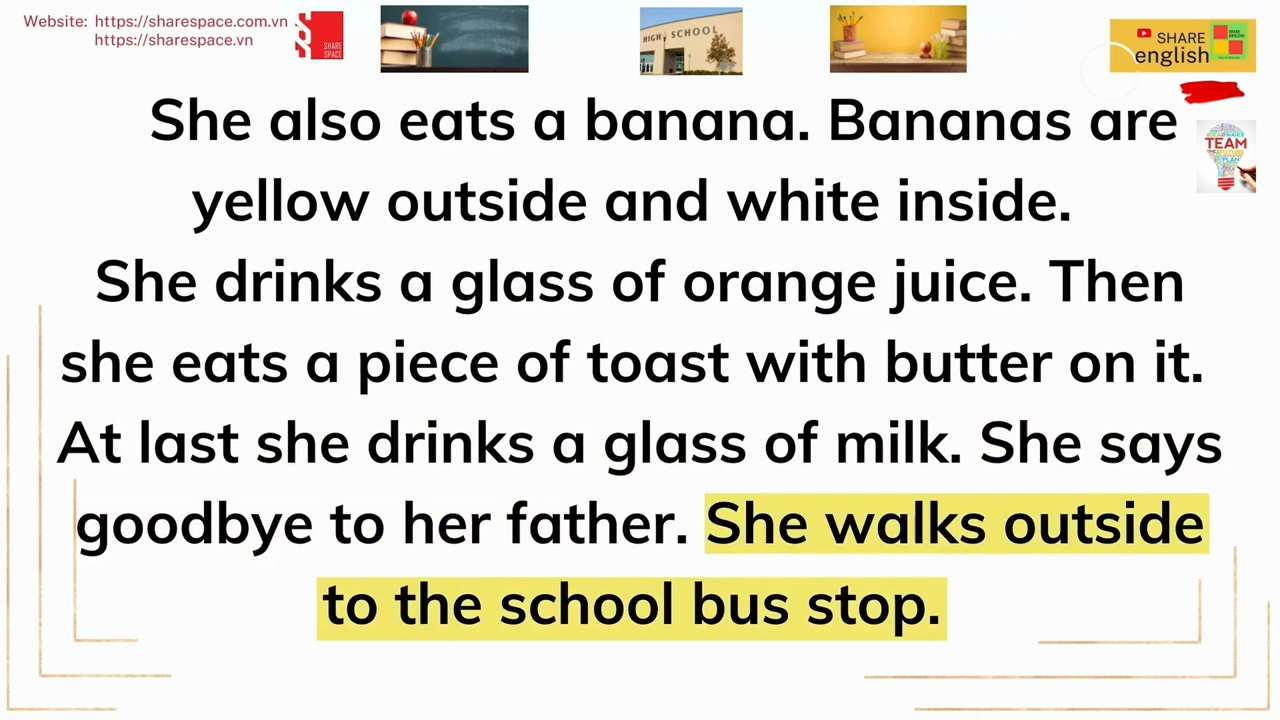 Website: https://sharespace.com.vn
https://sharespace.vn
SHARE
SPACE
HIGH SCHOOL
SHARE
english
TEAM
PLAN
She also eats a banana. Bananas are
yellow outside and white inside.
She drinks a glass of orange juice. Then
she eats a piece of toast with butter on it.
At last she drinks a glass of milk. She says
goodbye to her father. She walks outside
to the school bus stop.